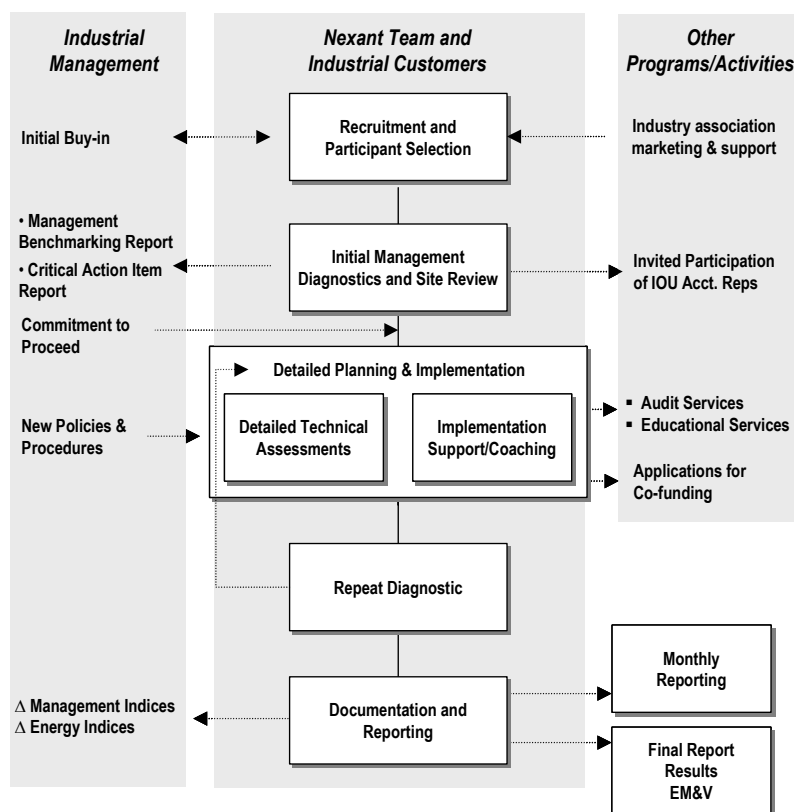 Industrial
Management
Nexant Team and
Industrial Customers
Other
Programs/Activities
Initial Buy-in
Recruitment and
Participant Selection
Industry association
marketing & support
• Management
Benchmarking Report
• Critical Action Item
Report
Initial Management
Diagnostics and Site Review
Invited Participation
of IOU Acct. Reps
Commitment to
Proceed
Detailed Planning & Implementation
New Policies &
Procedures
Detailed Technical
Assessments
Implementation
Support/Coaching
▪ Audit Services
▪ Educational Services
Applications for
Co-funding
Repeat Diagnostic
Monthly
Reporting
Δ Management Indices
Δ Energy Indices
Documentation and
Reporting
Final Report
Results
EM&V